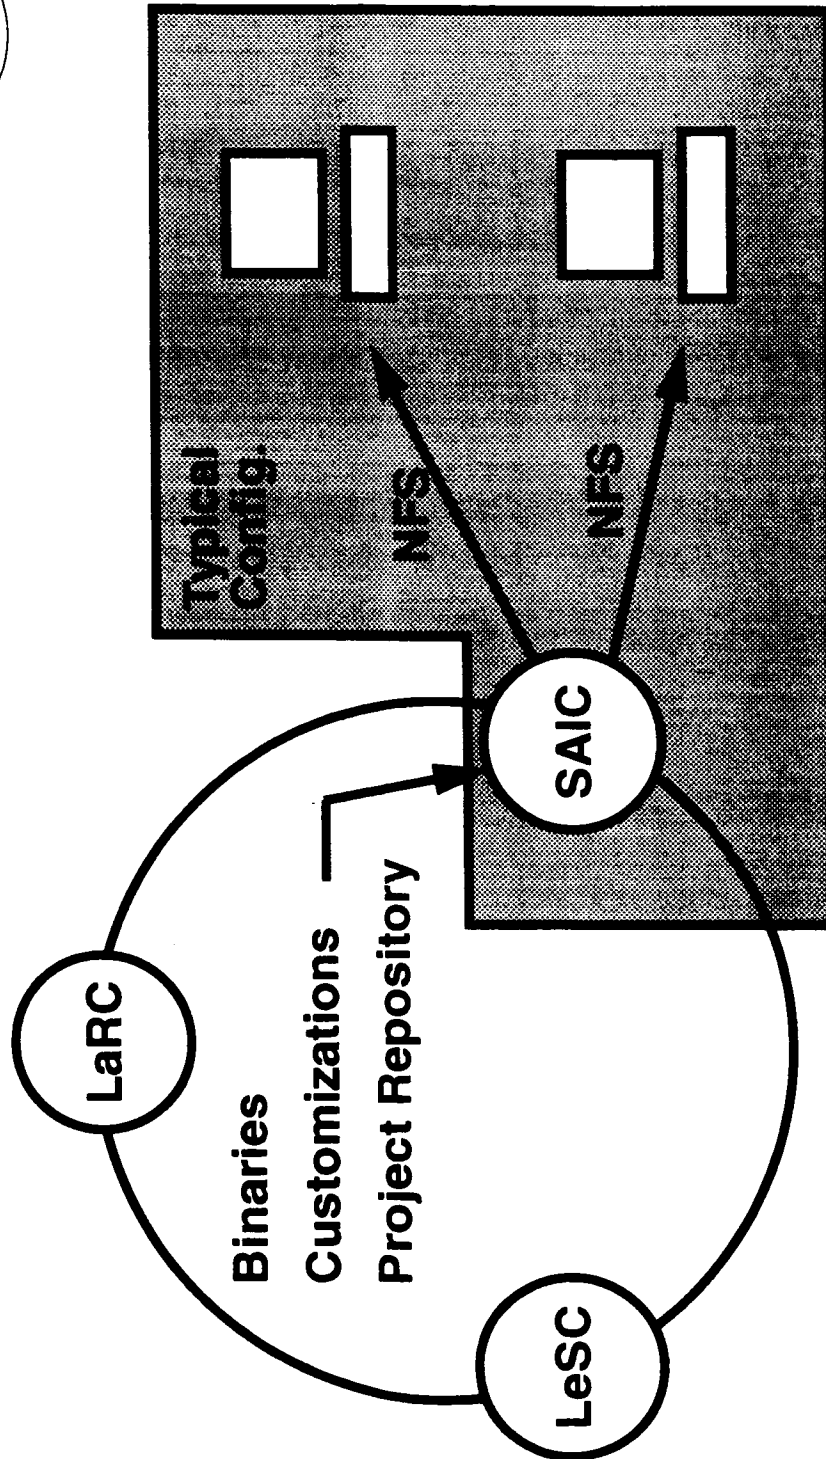 LaRC
Binaries
Customizations
Project Repository
LeSC
SAIC
Typical
Config.
NFS
NFS